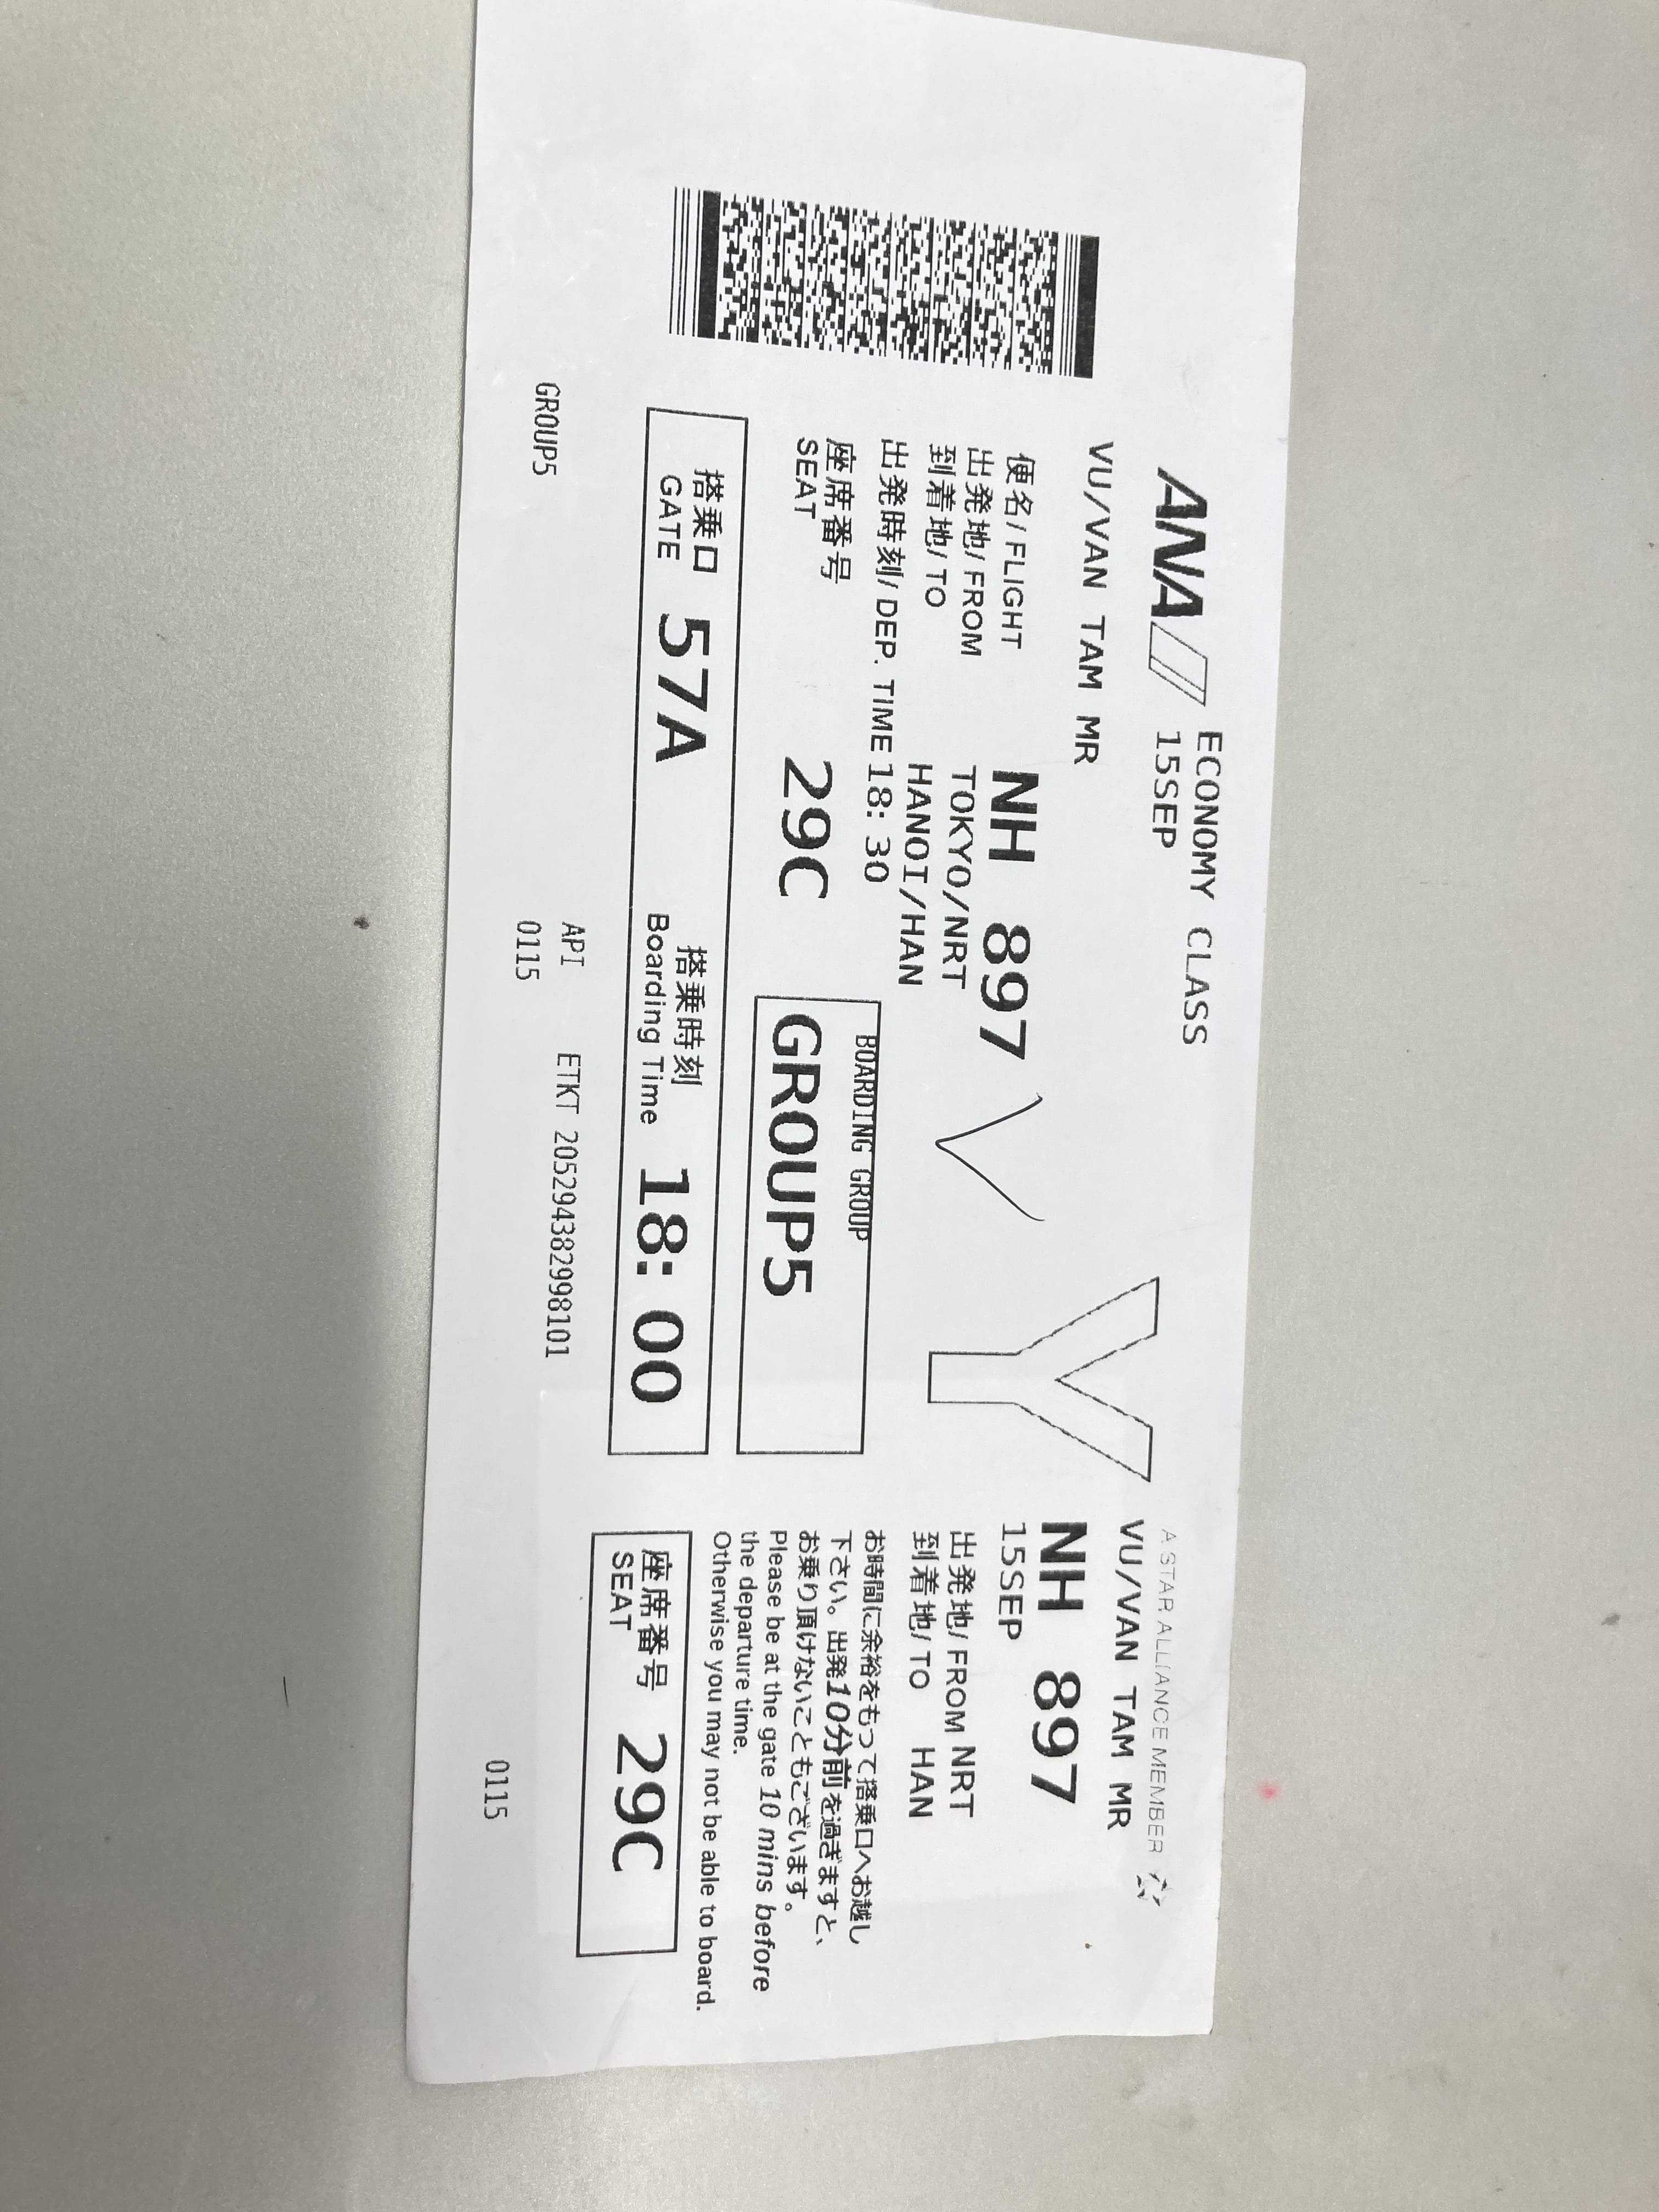 ANA
ECONOMY CLASS
15SEP
VU/VAN TAM MR
便名/FLIGHT NH 897
出発地/FROM TOKYO/NRT
到着地/TO HANOI/HAN
出発時刻/DEP. TIME 18:30
座席番号
SEAT 29C
BOARDING GROUP
GROUP5
搭乗口
GATE 57A
搭乗時刻
Boarding Time 18:00
GROUP5
API ETKT 205294382998101
0115
Y
A STAR ALLIANCE MEMBER
VU/VAN TAM MR
NH 897
15SEP
出発地/FROM NRT
到着地/TO HAN
お時間に余裕をもって搭乗口へお越し
下さい。出発10分前を過ぎますと、
お乗り頂けないこともございます。
Please be at the gate 10 mins before
the departure time.
Otherwise you may not be able to board.
座席番号
SEAT 29C
0115